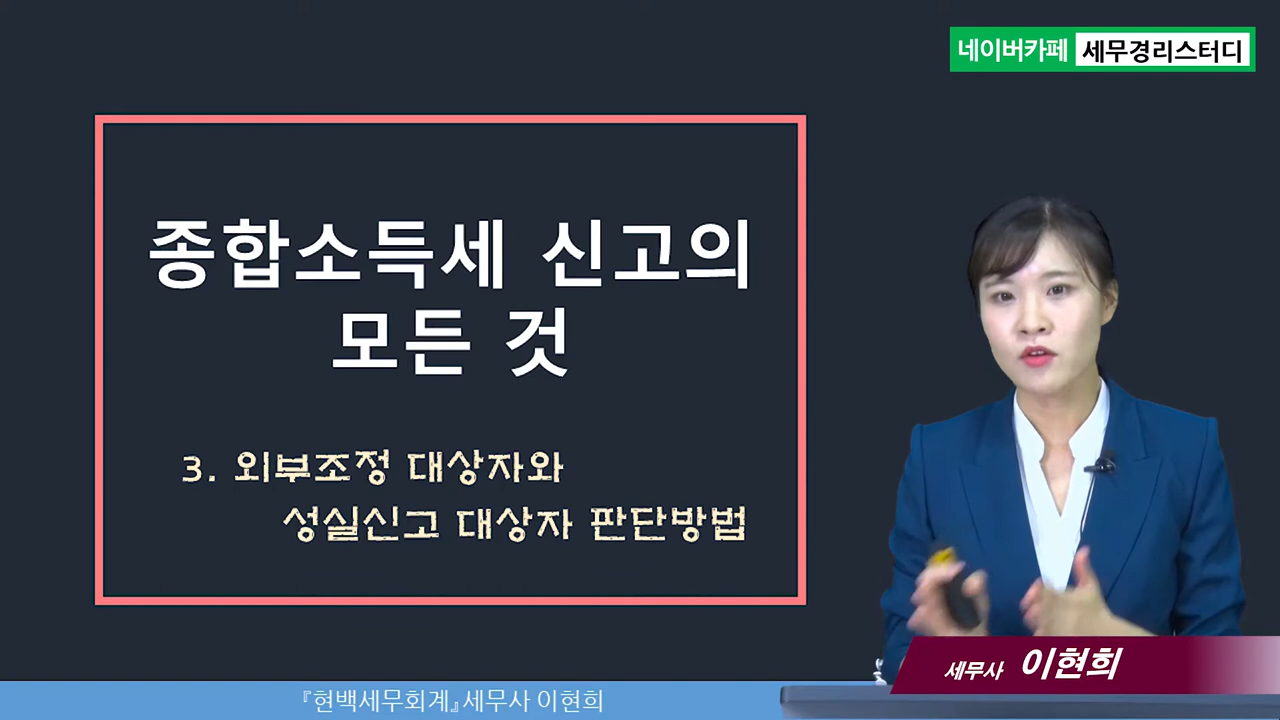 네이버카페 세무경리스터디
종합소득세 신고의
모든 것
3. 외부조정 대상자와
성실신고 대상자 판단방법
세무사 이현희
『현백세무회계』세무사 이현희